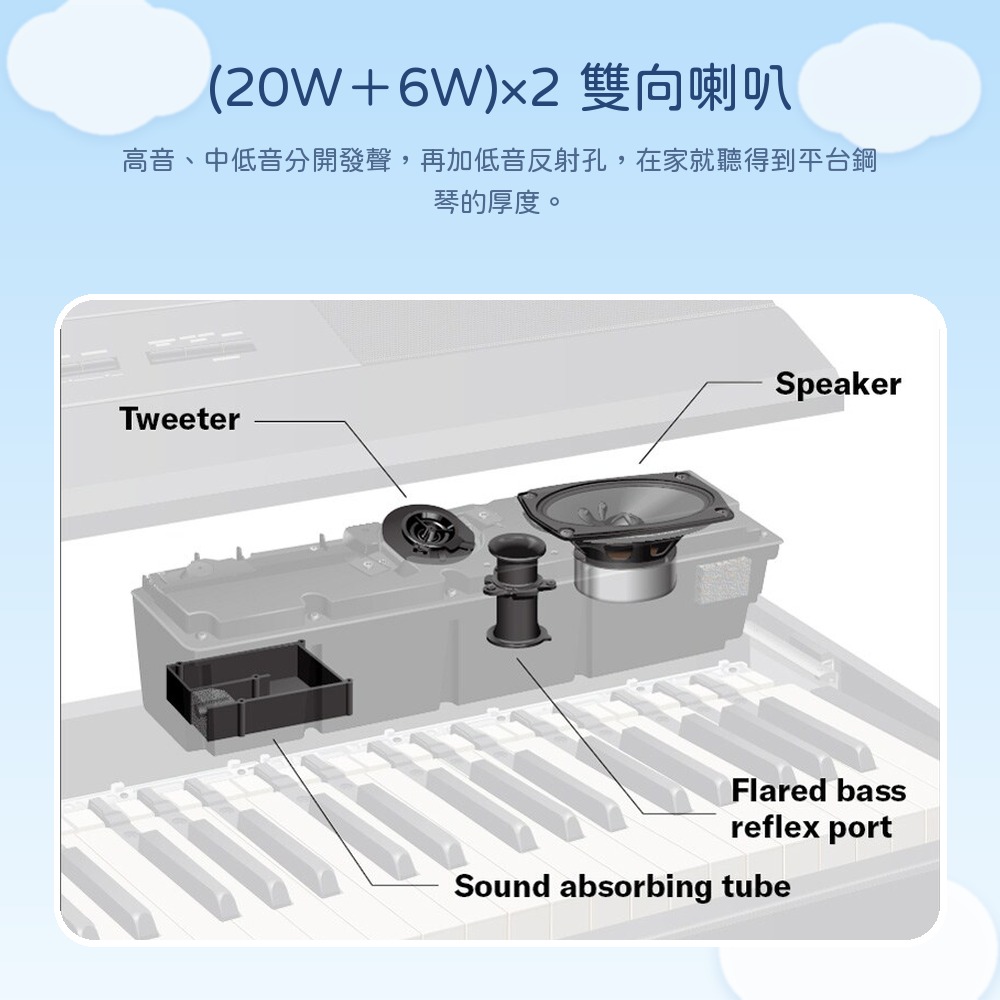 (20W＋6W)×2 雙向喇叭
高音、中低音分開發聲，再加低音反射孔，在家就聽得到平台鋼
琴的厚度。
Speaker
Tweeter
Flared bass
reflex port
Sound absorbing tube